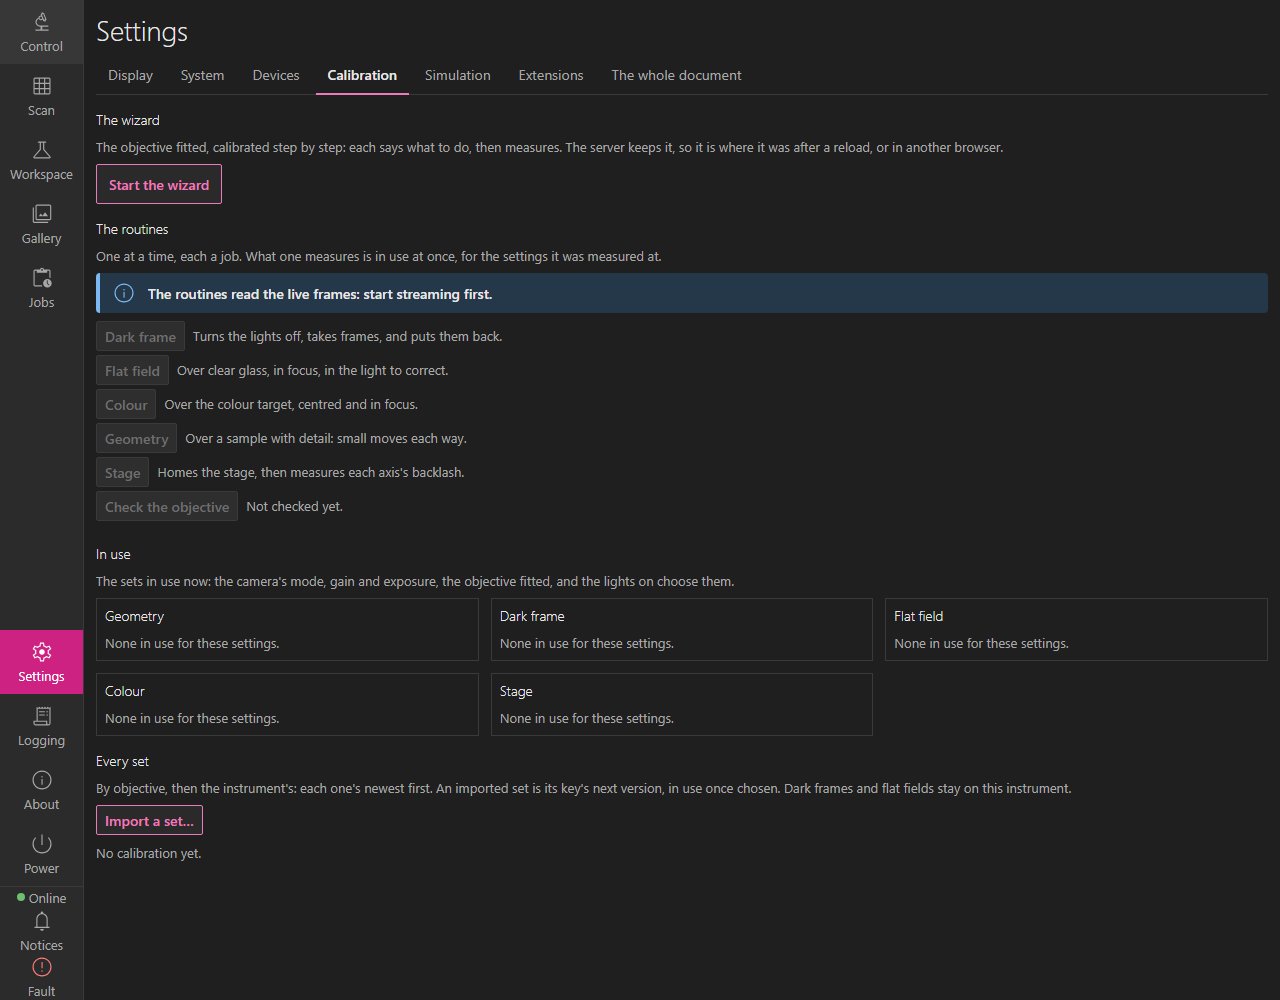 Control
Scan
Workspace
Gallery
Jobs
Settings
Logging
About
Power
Online
Notices
Fault
Settings
Display System Devices Calibration Simulation Extensions The whole document
The wizard
The objective fitted, calibrated step by step: each says what to do, then measures. The server keeps it, so it is where it was after a reload, or in another browser.
Start the wizard
The routines
One at a time, each a job. What one measures is in use at once, for the settings it was measured at.
The routines read the live frames: start streaming first.
Dark frame Turns the lights off, takes frames, and puts them back.
Flat field Over clear glass, in focus, in the light to correct.
Colour Over the colour target, centred and in focus.
Geometry Over a sample with detail: small moves each way.
Stage Homes the stage, then measures each axis's backlash.
Check the objective Not checked yet.
In use
The sets in use now: the camera's mode, gain and exposure, the objective fitted, and the lights on choose them.
Geometry
None in use for these settings.
Dark frame
None in use for these settings.
Flat field
None in use for these settings.
Colour
None in use for these settings.
Stage
None in use for these settings.
Every set
By objective, then the instrument's: each one's newest first. An imported set is its key's next version, in use once chosen. Dark frames and flat fields stay on this instrument.
Import a set...
No calibration yet.